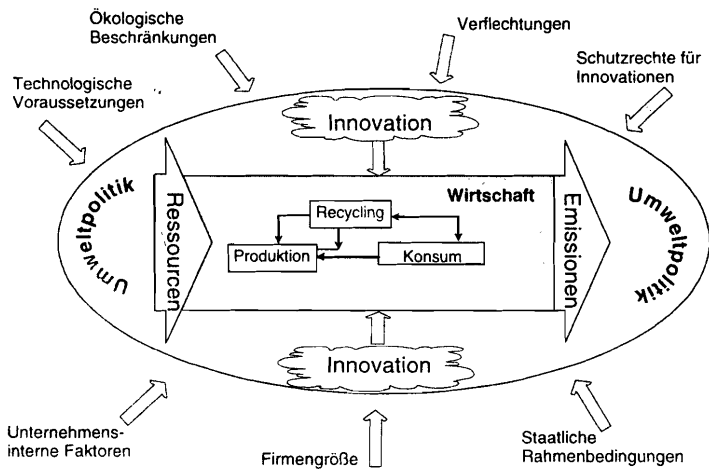 Ökologische
Beschränkungen
Verflechtungen
Schutzrechte für
Innovationen
Technologische
Voraussetzungen
Innovation
Umweltpolitik
Ressourcen
Wirtschaft
Recycling
Produktion
Konsum
Emissionen
Umweltpolitik
Innovation
Unternehmens-
interne Faktoren
Firmengröße
Staatliche
Rahmenbedingungen